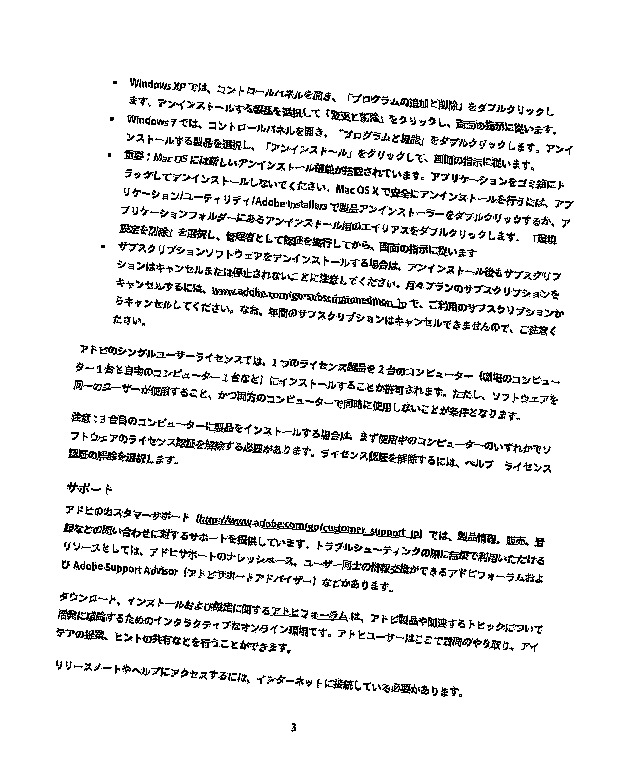 • Windows XP では、コントロールパネルを開き、「プログラムの追加と削除」をダブルクリックし
ます。アンインストールする製品を選択して「変更と削除」をクリックし、画面の指示に従います。
• Windows 7 では、コントロールパネルを開き、「プログラムと機能」をダブルクリックします。アンイ
ンストールする製品を選択し、「アンインストール」をクリックして、画面の指示に従います。
• 重要：Mac OS には新しいアンインストール機能が搭載されています。アプリケーションをゴミ箱にド
ラッグしてアンインストールしないでください。Mac OS X で安全にアンインストールを行うには、アプ
リケーション/ユーティリティ/Adobe Installers で製品アンインストーラーをダブルクリックするか、ア
プリケーションフォルダーにあるアンインストール用のエイリアスをダブルクリックします。「環境
設定を削除」を選択し、管理者として認証を実行してから、画面の指示に従います
• サブスクリプションソフトウェアをアンインストールする場合は、アンインストール後もサブスクリプ
ションはキャンセルまたは停止されないことに注意してください。月々プランのサブスクリプションを
キャンセルするには、 で、ご利用のサブスクリプションか
らキャンセルしてください。なお、年間のサブスクリプションはキャンセルできませんので、ご注意く
ださい。
アドビのシングルユーザーライセンスでは、1 つのライセンス製品を 2 台のコンピューター（職場のコンピュー
ター 1 台と自宅のコンピューター 1 台など）にインストールすることが許可されます。ただし、ソフトウェアを
同一のユーザーが使用すること、かつ両方のコンピューターで同時に使用しないことが条件となります。
注意：3 台目のコンピューターに製品をインストールする場合は、まず使用中のコンピューターのいずれかでソ
フトウェアのライセンス認証を解除する必要があります。ライセンス認証を解除するには、ヘルプ ライセンス
認証の解除を選択します。
サポート
アドビのカスタマーサポート（http://www.adobe.com/go/customer_support_jp）では、製品情報、販売、登
録などの問い合わせに対するサポートを提供しています。トラブルシューティングの際に無償で利用いただける
リソースとしては、アドビサポートのナレッジベース、ユーザー同士の情報交換ができるアドビフォーラムおよ
び Adobe Support Advisor（アドビサポートアドバイザー）などがあります。
ダウンロード、インストールおよび設定に関するアドビフォーラムは、アドビ製品や関連するトピックについて
活発に議論するためのインタラクティブなオンライン環境です。アドビユーザーはここで質問のやり取り、アイ
デアの提案、ヒントの共有などを行うことができます。
リリースノートやヘルプにアクセスするには、インターネットに接続している必要があります。
3